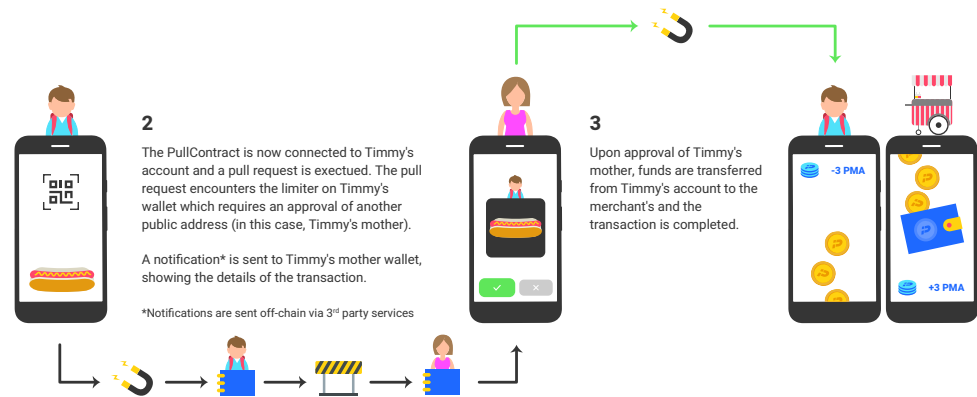 2
The PullContract is now connected to Timmy's
account and a pull request is exectued. The pull
request encounters the limiter on Timmy's
wallet which requires an approval of another
public address (in this case, Timmy's mother).
A notification* is sent to Timmy's mother wallet,
showing the details of the transaction.
*Notifications are sent off-chain via 3rd party services
3
Upon approval of Timmy's
mother, funds are transferred
from Timmy's account to the
merchant's and the
transaction is completed.
-3 PMA
+3 PMA